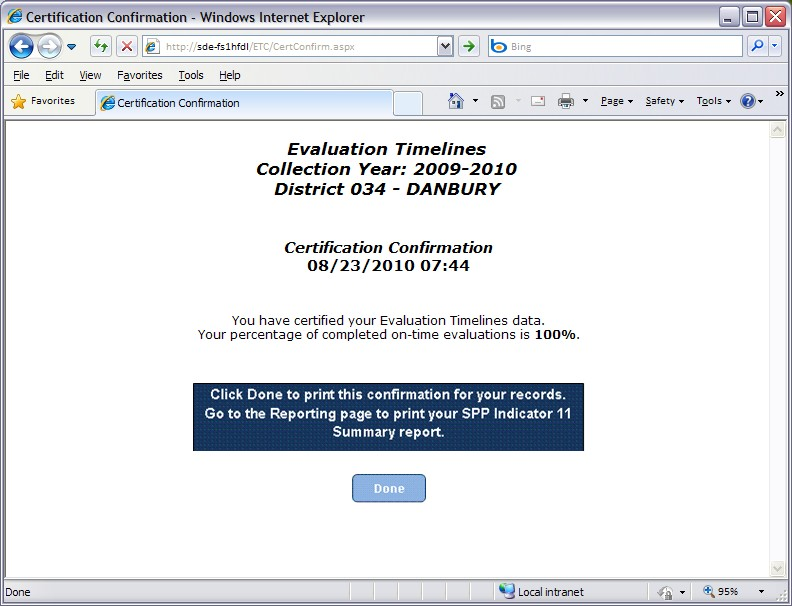 Certification Confirmation - Windows Internet Explorer
http://sde-fs1hfdl/ETC/CertConfirm.aspx
Bing
File Edit View Favorites Tools Help
Favorites
Certification Confirmation
Page Safety Tools
Evaluation Timelines
Collection Year: 2009-2010
District 034 - DANBURY
Certification Confirmation
08/23/2010 07:44
You have certified your Evaluation Timelines data.
Your percentage of completed on-time evaluations is 100%.
Click Done to print this confirmation for your records.
Go to the Reporting page to print your SPP Indicator 11
Summary report.
Done
Done
Local intranet
95%